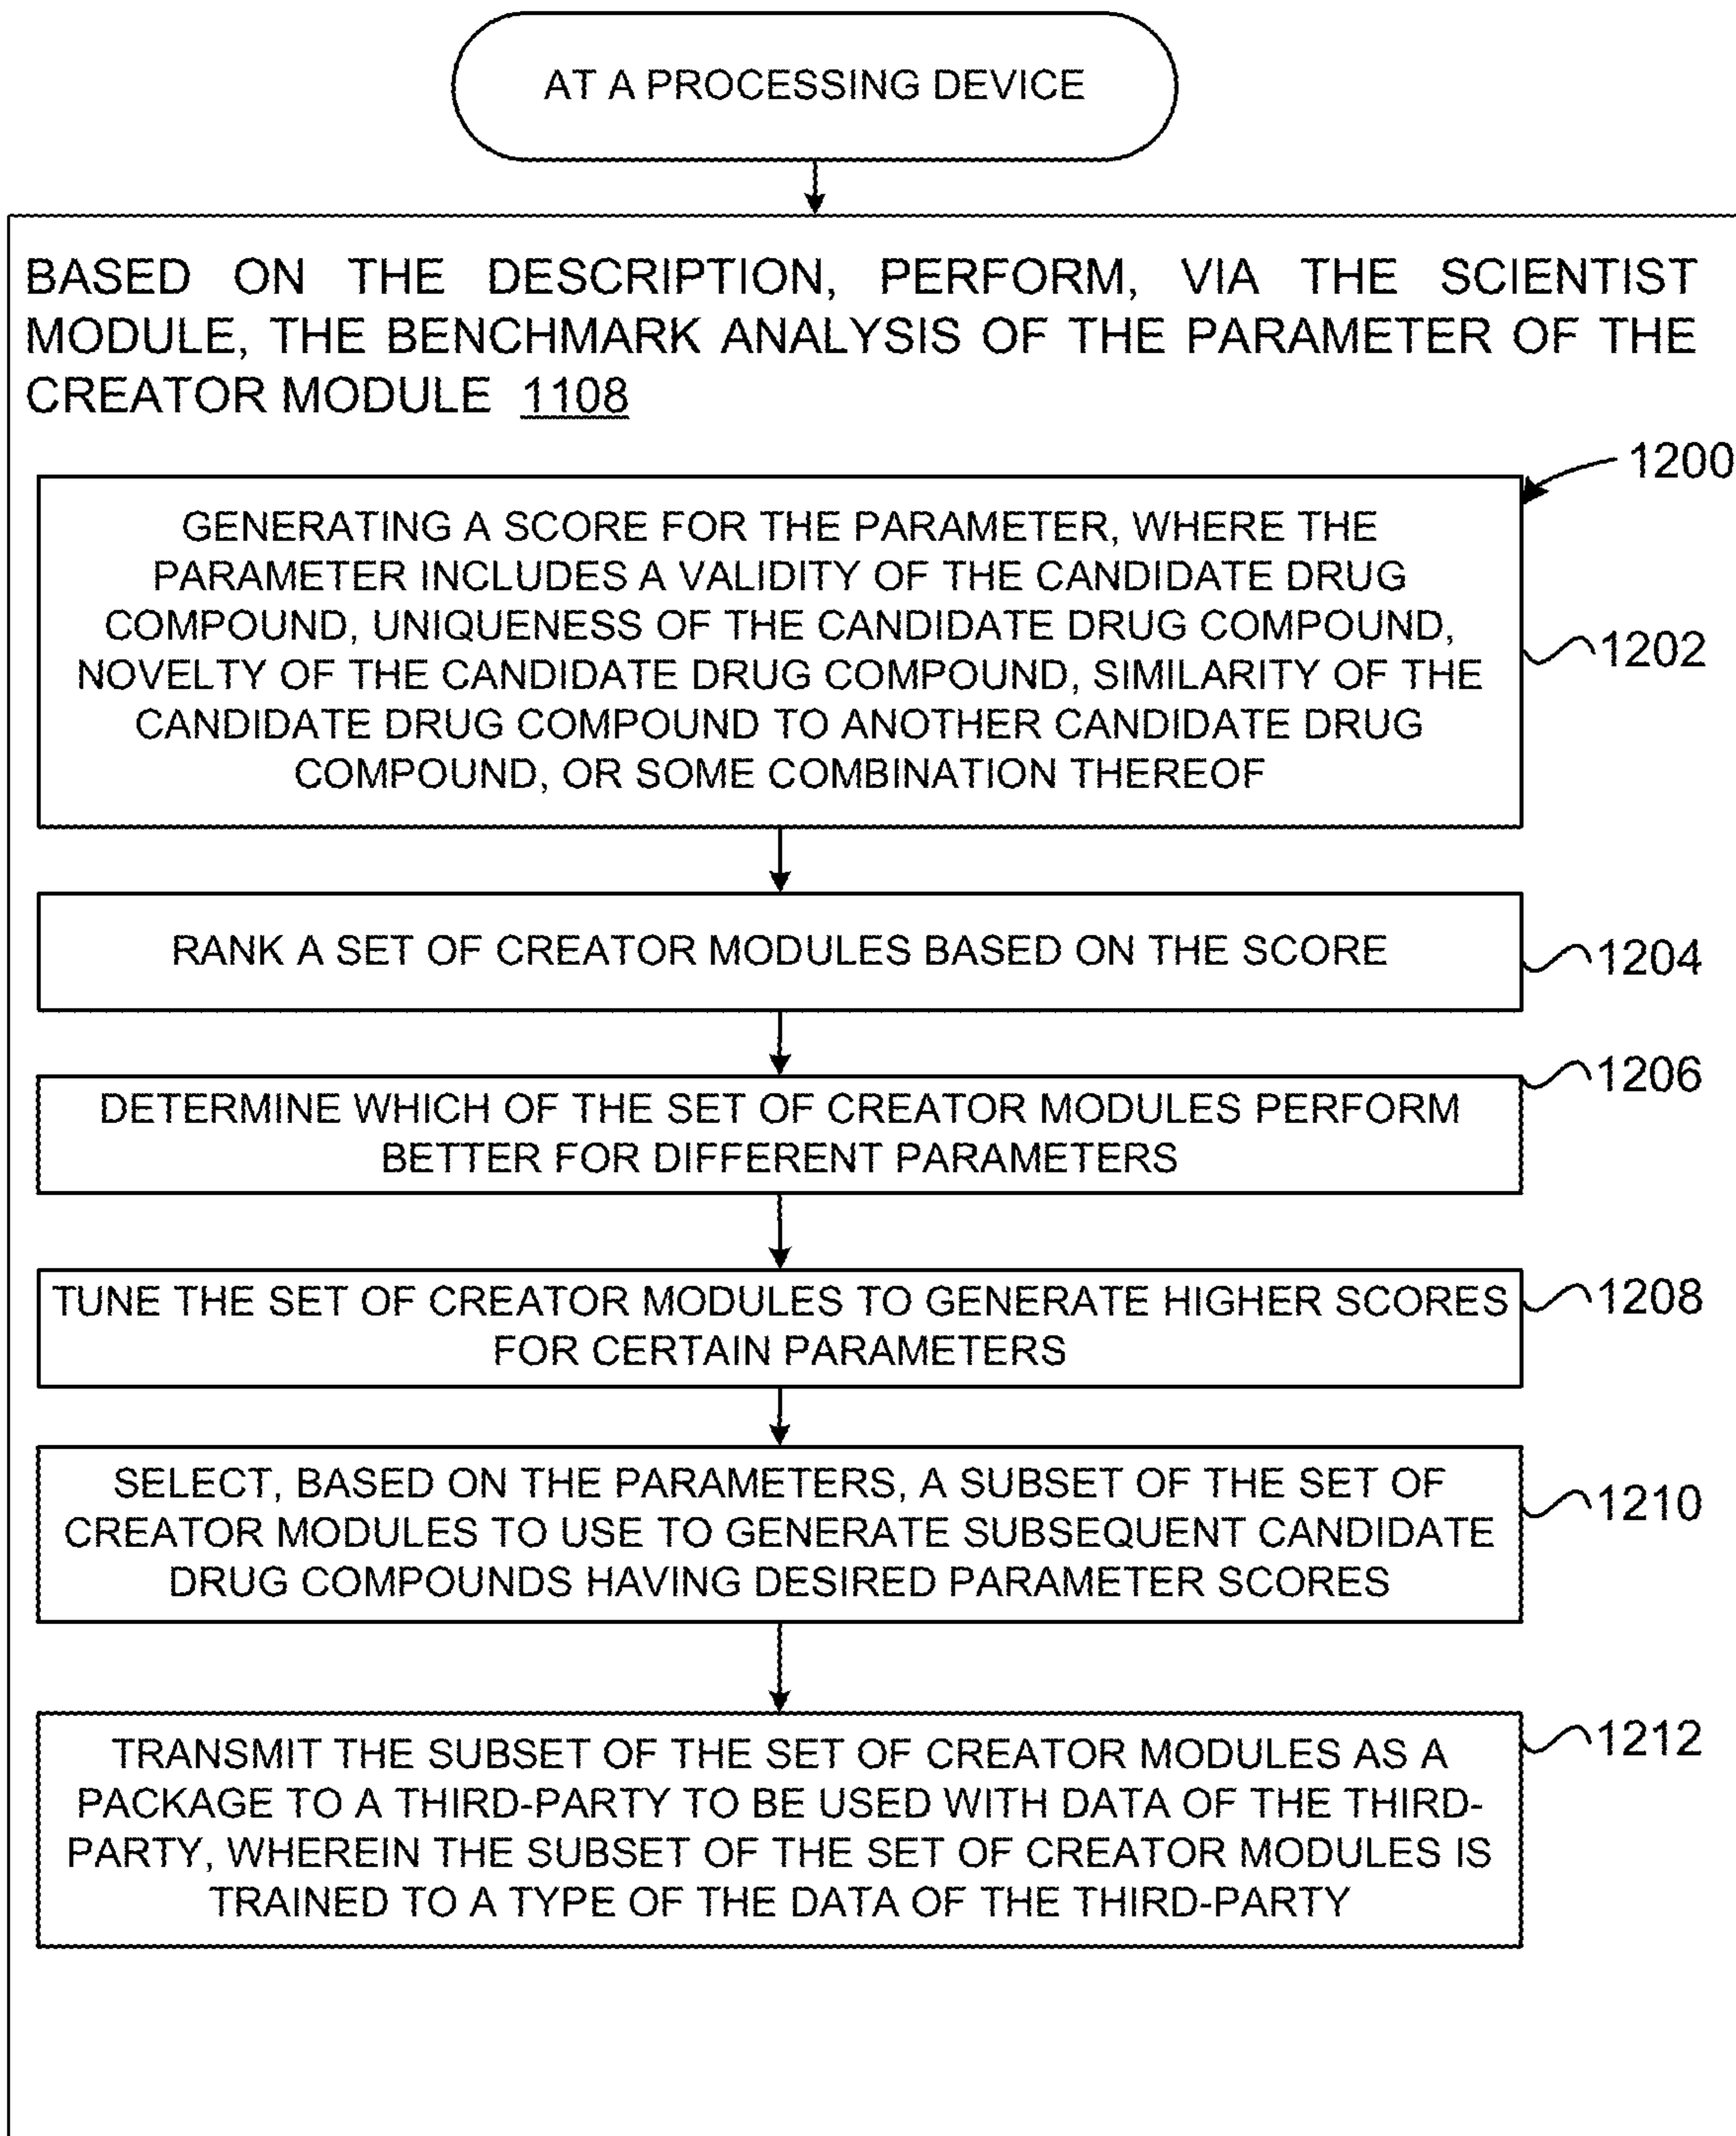 AT A PROCESSING DEVICE
BASED ON THE DESCRIPTION, PERFORM, VIA THE SCIENTIST
MODULE, THE BENCHMARK ANALYSIS OF THE PARAMETER OF THE
CREATOR MODULE 1108
1200
GENERATING A SCORE FOR THE PARAMETER, WHERE THE
PARAMETER INCLUDES A VALIDITY OF THE CANDIDATE DRUG
COMPOUND, UNIQUENESS OF THE CANDIDATE DRUG COMPOUND,
NOVELTY OF THE CANDIDATE DRUG COMPOUND, SIMILARITY OF THE
CANDIDATE DRUG COMPOUND TO ANOTHER CANDIDATE DRUG
COMPOUND, OR SOME COMBINATION THEREOF
1202
RANK A SET OF CREATOR MODULES BASED ON THE SCORE
1204
DETERMINE WHICH OF THE SET OF CREATOR MODULES PERFORM
BETTER FOR DIFFERENT PARAMETERS
1206
TUNE THE SET OF CREATOR MODULES TO GENERATE HIGHER SCORES
FOR CERTAIN PARAMETERS
1208
SELECT, BASED ON THE PARAMETERS, A SUBSET OF THE SET OF
CREATOR MODULES TO USE TO GENERATE SUBSEQUENT CANDIDATE
DRUG COMPOUNDS HAVING DESIRED PARAMETER SCORES
1210
TRANSMIT THE SUBSET OF THE SET OF CREATOR MODULES AS A
PACKAGE TO A THIRD-PARTY TO BE USED WITH DATA OF THE THIRD-
PARTY, WHEREIN THE SUBSET OF THE SET OF CREATOR MODULES IS
TRAINED TO A TYPE OF THE DATA OF THE THIRD-PARTY
1212